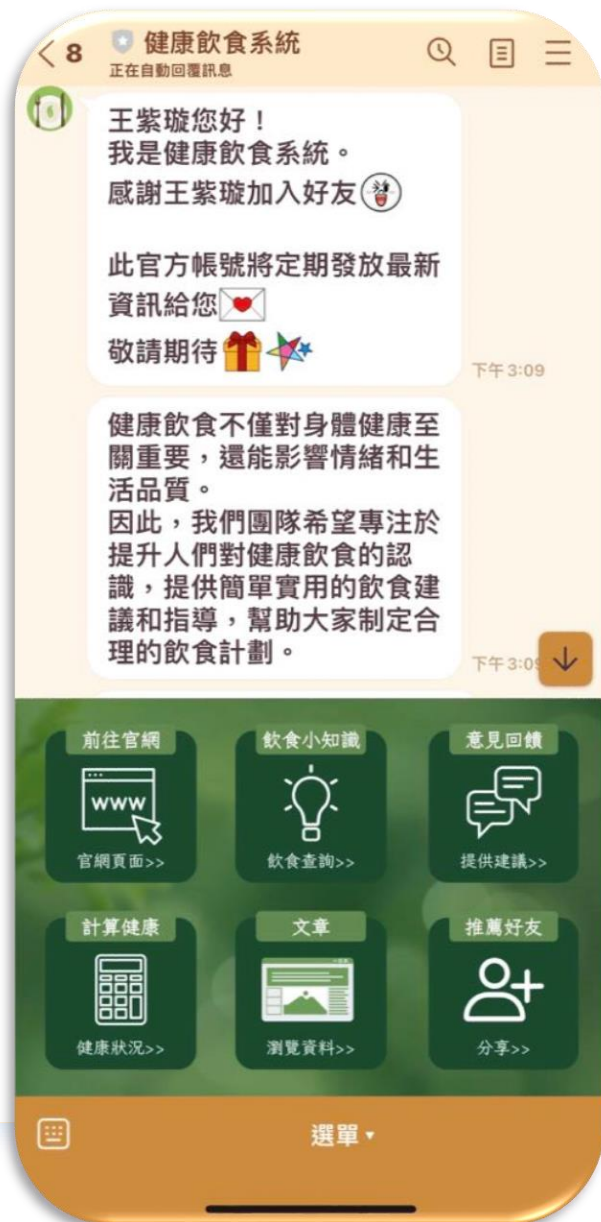 8 健康飲食系統
正在自動回覆訊息
王紫璇您好！
我是健康飲食系統。
感謝王紫璇加入好友
此官方帳號將定期發放最新
資訊給您
敬請期待
下午3:09
健康飲食不僅對身體健康至
關重要，還能影響情緒和生
活品質。
因此，我們團隊希望專注於
提升人們對健康飲食的認
識，提供簡單實用的飲食建
議和指導，幫助大家制定合
理的飲食計劃。
下午3:09
前往官網 飲食小知識 意見回饋
www
官網頁面>> 飲食查詢>> 提供建議>>
計算健康 文章 推薦好友
健康狀況>> 瀏覽資料>> 分享>>
選單